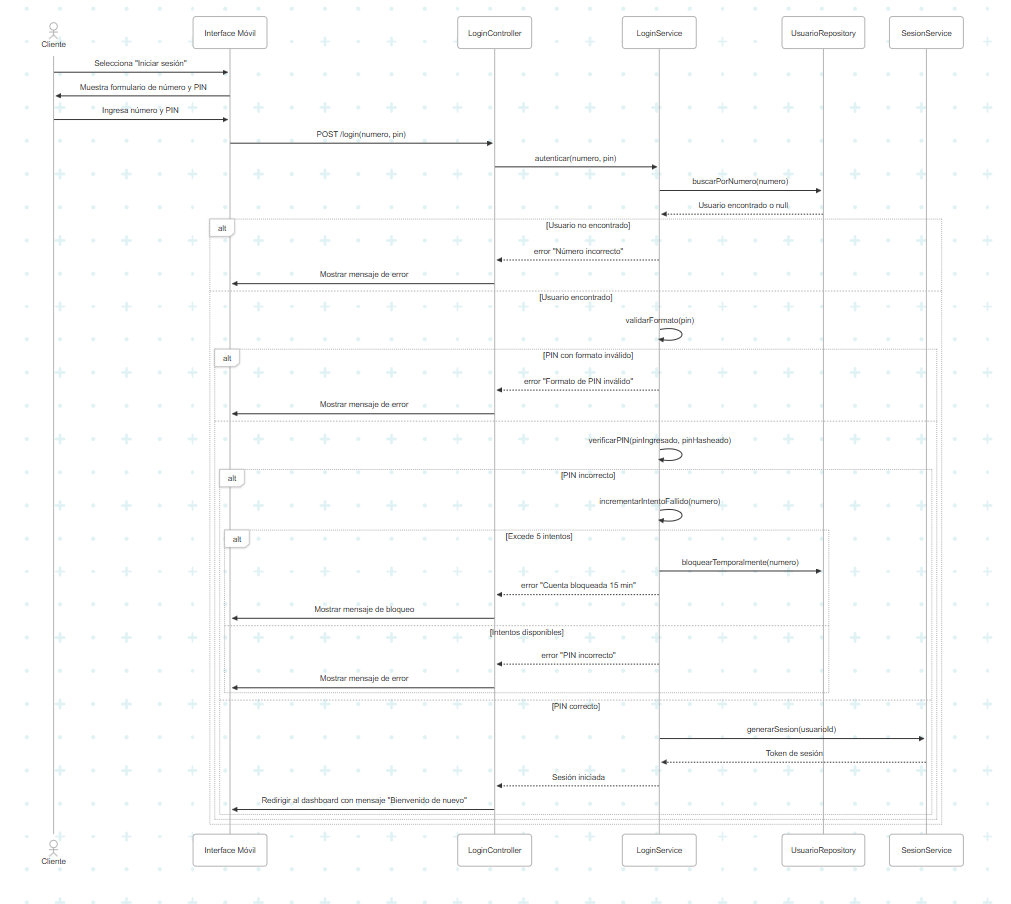 Cliente
Interface Móvil
LoginController
LoginService
UsuarioRepository
SesionService
Selecciona "Iniciar sesión"
Muestra formulario de número y PIN
Ingresa número y PIN
POST /login(numero, pin)
autenticar(numero, pin)
buscarPorNumero(numero)
Usuario encontrado o null
alt
[Usuario no encontrado]
error "Número incorrecto"
Mostrar mensaje de error
[Usuario encontrado]
validarFormato(pin)
alt
[PIN con formato inválido]
error "Formato de PIN inválido"
Mostrar mensaje de error
verificarPIN(pinIngresado, pinHasheado)
alt
[PIN incorrecto]
incrementarIntentoFallido(numero)
alt
[Excede 5 intentos]
bloquearTemporalmente(numero)
error "Cuenta bloqueada 15 min"
Mostrar mensaje de bloqueo
[Intentos disponibles]
error "PIN incorrecto"
Mostrar mensaje de error
[PIN correcto]
generarSesion(usuarioId)
Token de sesión
Sesión iniciada
Redirigir al dashboard con mensaje "Bienvenido de nuevo"
Cliente
Interface Móvil
LoginController
LoginService
UsuarioRepository
SesionService